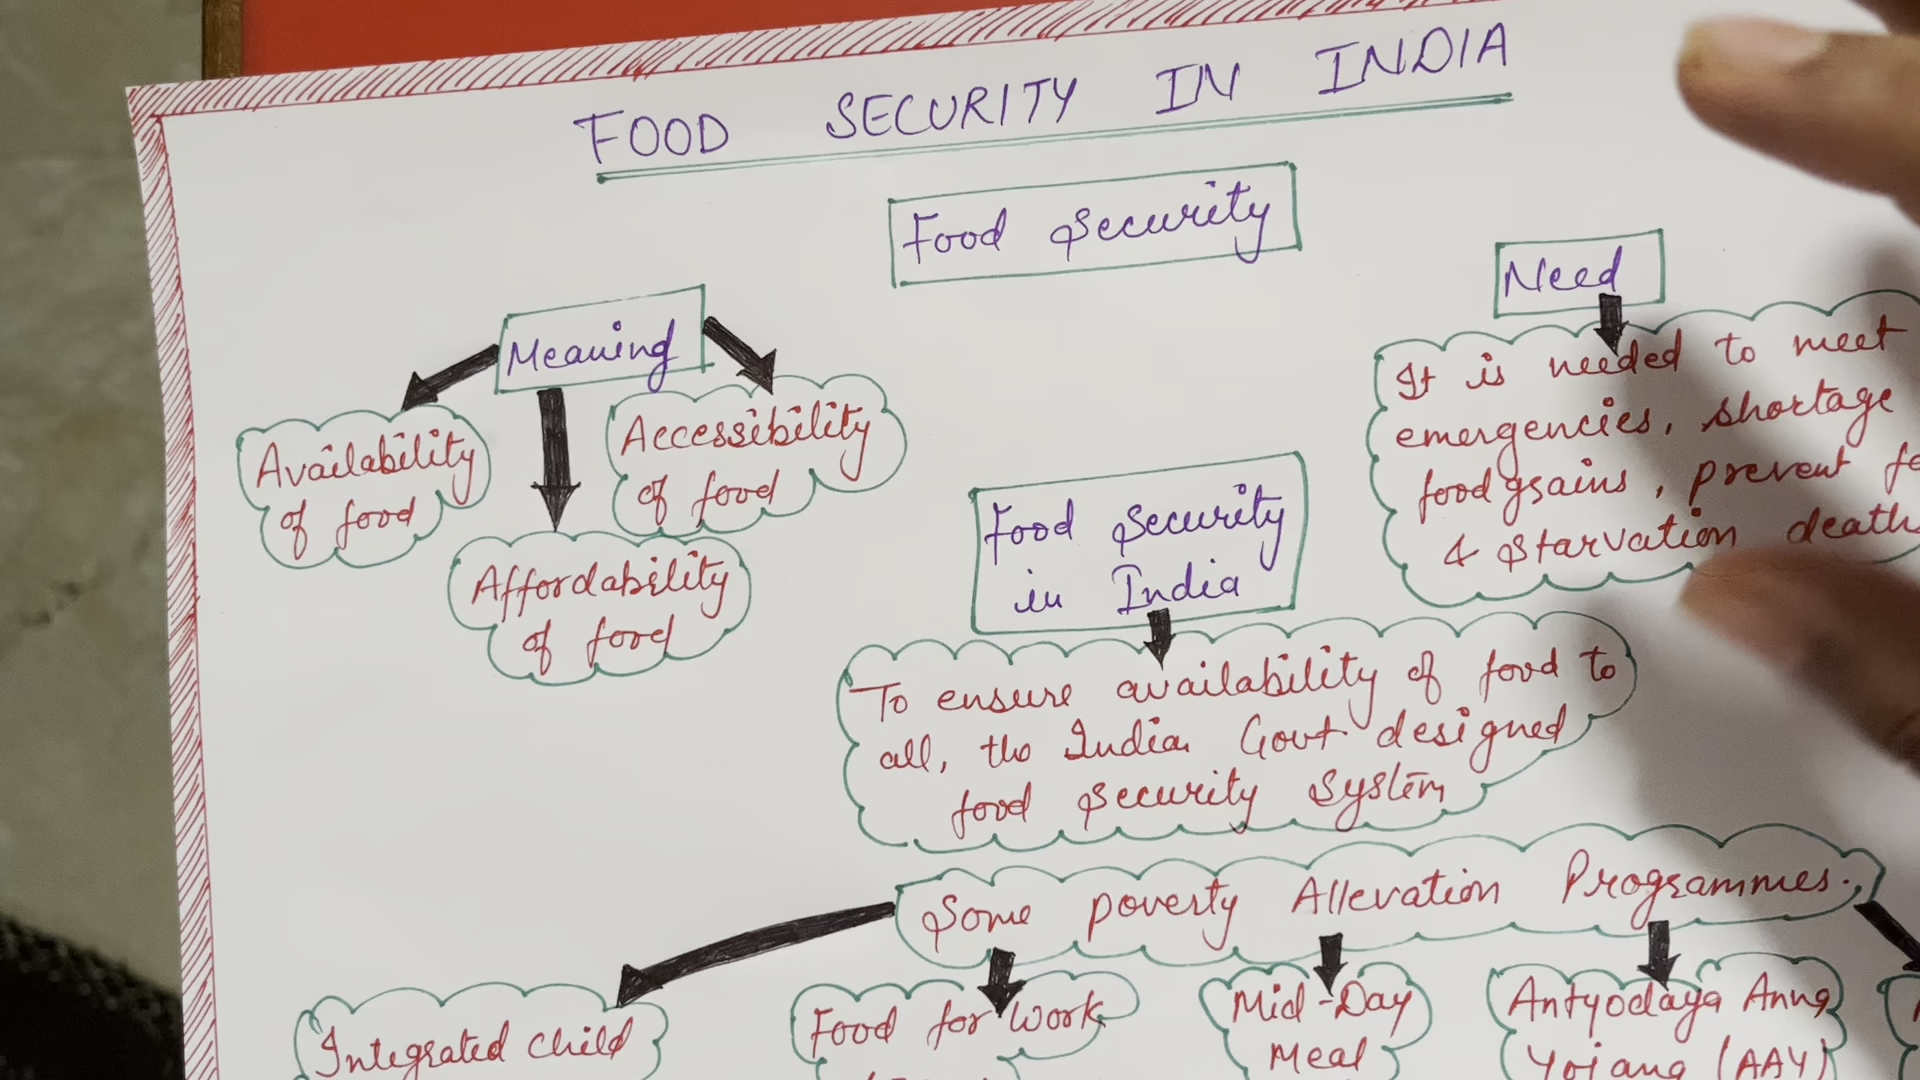 FOOD SECURITY IN INDIA
Food Security
Need
Meaning
It is needed to meet
emergencies, shortage
foodgrains, prevent
& starvation death
Availability
of food
Accessibility
of food
Affordability
of food
Food Security
in India
To ensure availability of food to
all, the India Govt designed
food security system
Some poverty Allevation Programmes.
Integrated child
Food for Work
Mid-Day
Meal
Antyodaya Anna
Yojana (AAY)